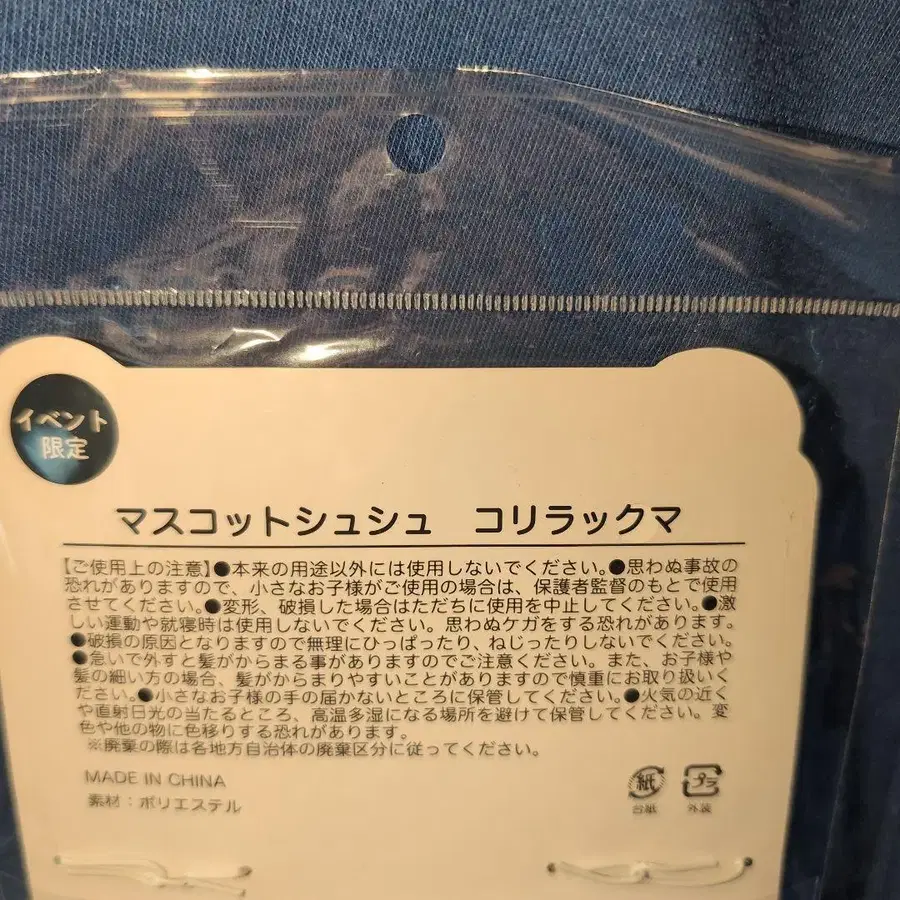 イベント
限定
マスコットシュシュ　コリラックマ
【ご使用上の注意】●本来の用途以外には使用しないでください。●思わぬ事故の
恐れがありますので、小さなお子様がご使用の場合は、保護者監督のもとで使用
させてください。●変形、破損した場合はただちに使用を中止してください。●激
しい運動や就寝時は使用しないでください。思わぬケガをする恐れがあります。
●破損の原因となりますので無理にひっぱったり、ねじったりしないでください。
●急いで外すと髪がからまる事がありますのでご注意ください。また、お子様や
髪の細い方の場合、髪がからまりやすいことがありますので慎重にお取り扱いく
ださい。●小さなお子様の手の届かないところに保管してください。●火気の近く
や直射日光の当たるところ、高温多湿になる場所を避けて保管してください。変
色や他の物に色移りする恐れがあります。
※廃棄の際は各地方自治体の廃棄区分に従ってください。
MADE IN CHINA
素材：ポリエステル
紙
台紙
プラ
外装